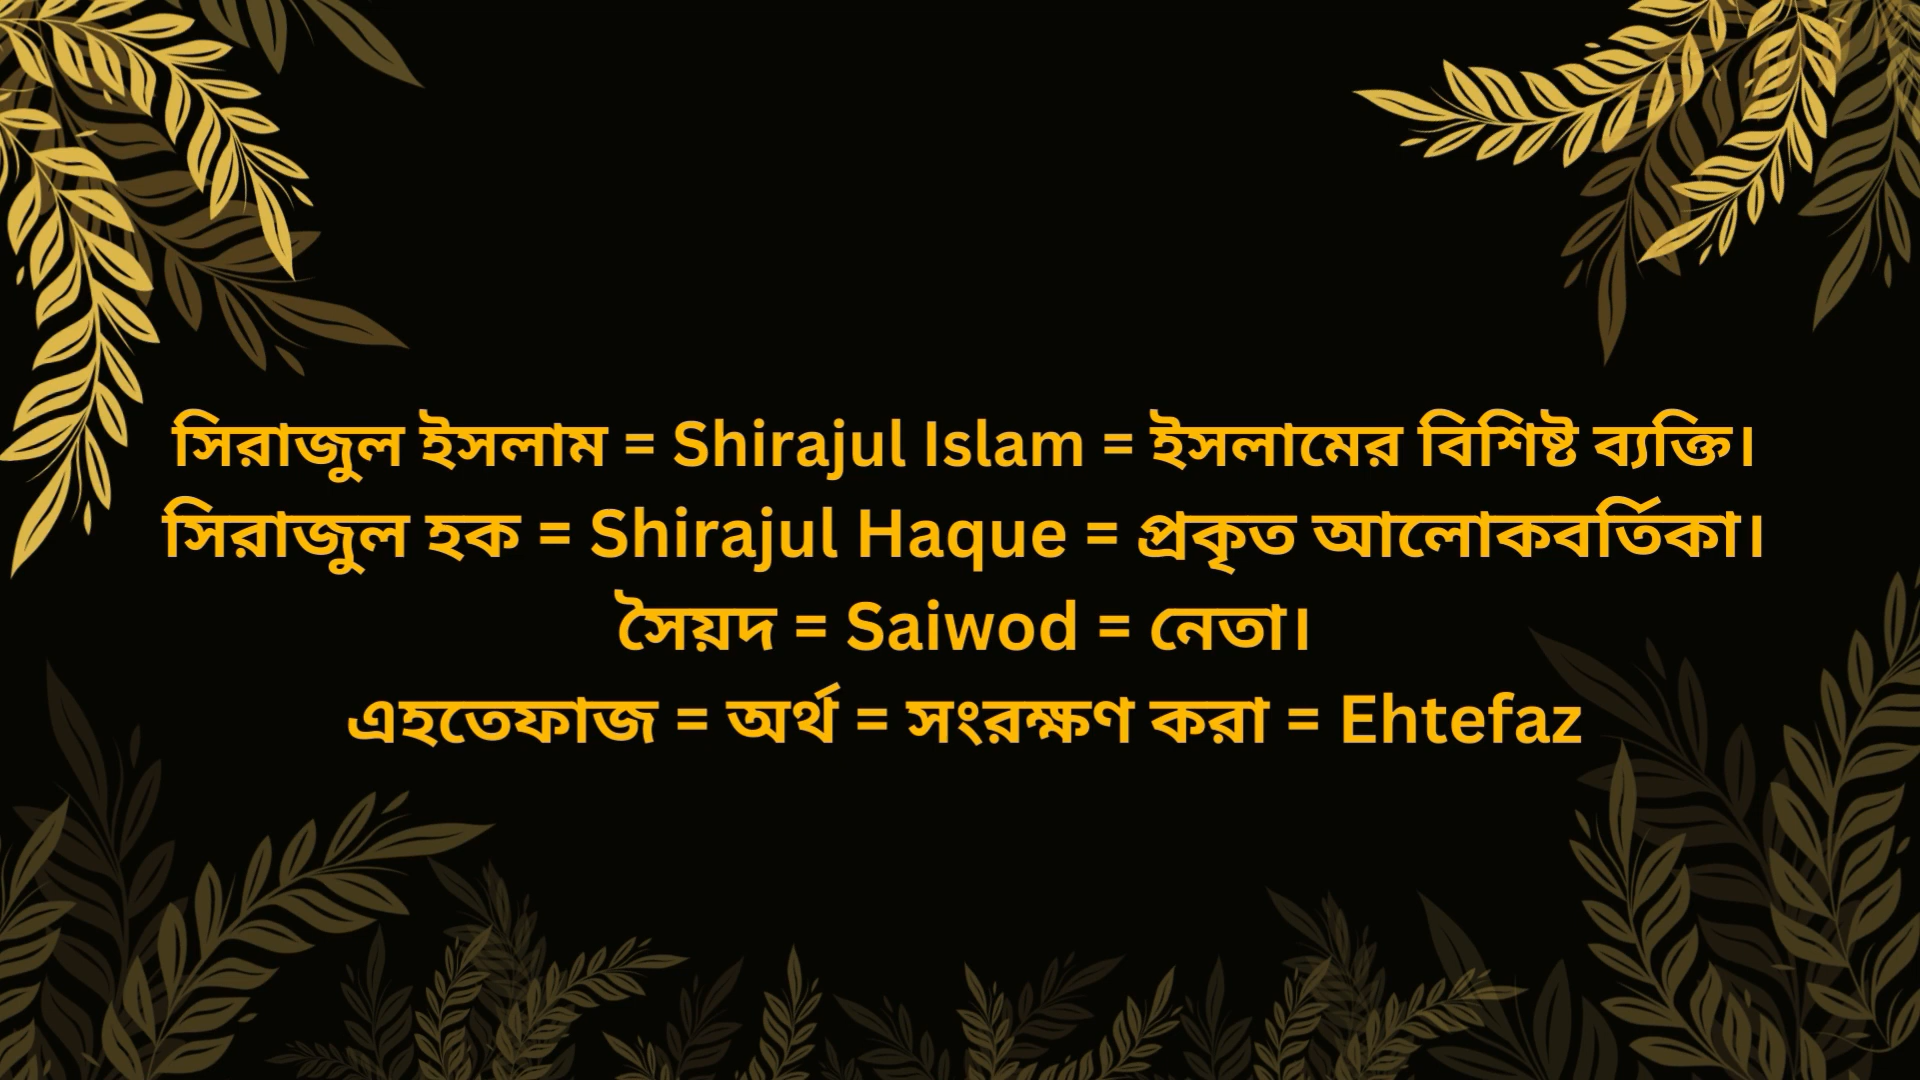 সিরাজুল ইসলাম = Shirajul Islam = ইসলামের বিশিষ্ট ব্যক্তি।
সিরাজুল হক = Shirajul Haque = প্রকৃত আলোকবর্তিকা।
সৈয়দ = Saiwod = নেতা।
এহতেফাজ = অর্থ = সংরক্ষণ করা = Ehtefaz